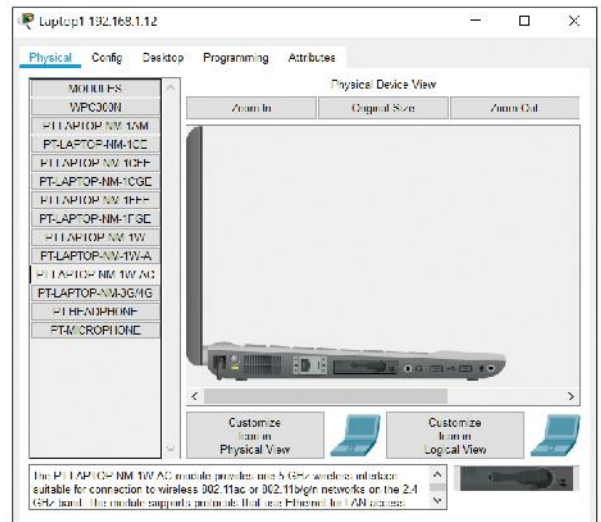 Laptop1 192.168.1.12
Physical Config Desktop Programming Attributes
MODULES
WPC300N
PT-LAPTOP-NM-1AM
PT-LAPTOP-NM-1CE
PT-LAPTOP-NM-1CFE
PT-LAPTOP-NM-1CGE
PT-LAPTOP-NM-1FFE
PT-LAPTOP-NM-1FGE
PT-LAPTOP-NM-1W
PT-LAPTOP-NM-1W-A
PT-LAPTOP-NM-1W-AC
PT-LAPTOP-NM-3G/4G
PT-HEADPHONE
PT-MICROPHONE
Physical Device View
Zoom In Original Size Zoom Out
Customize
Icon in
Physical View
Customize
Icon in
Logical View
The PT-LAPTOP-NM-1W-AC module provides one 5 GHz wireless interface
suitable for connection to wireless 802.11ac or 802.11b/g/n networks on the 2.4
GHz band. The module supports protocols that use Ethernet for LAN access.